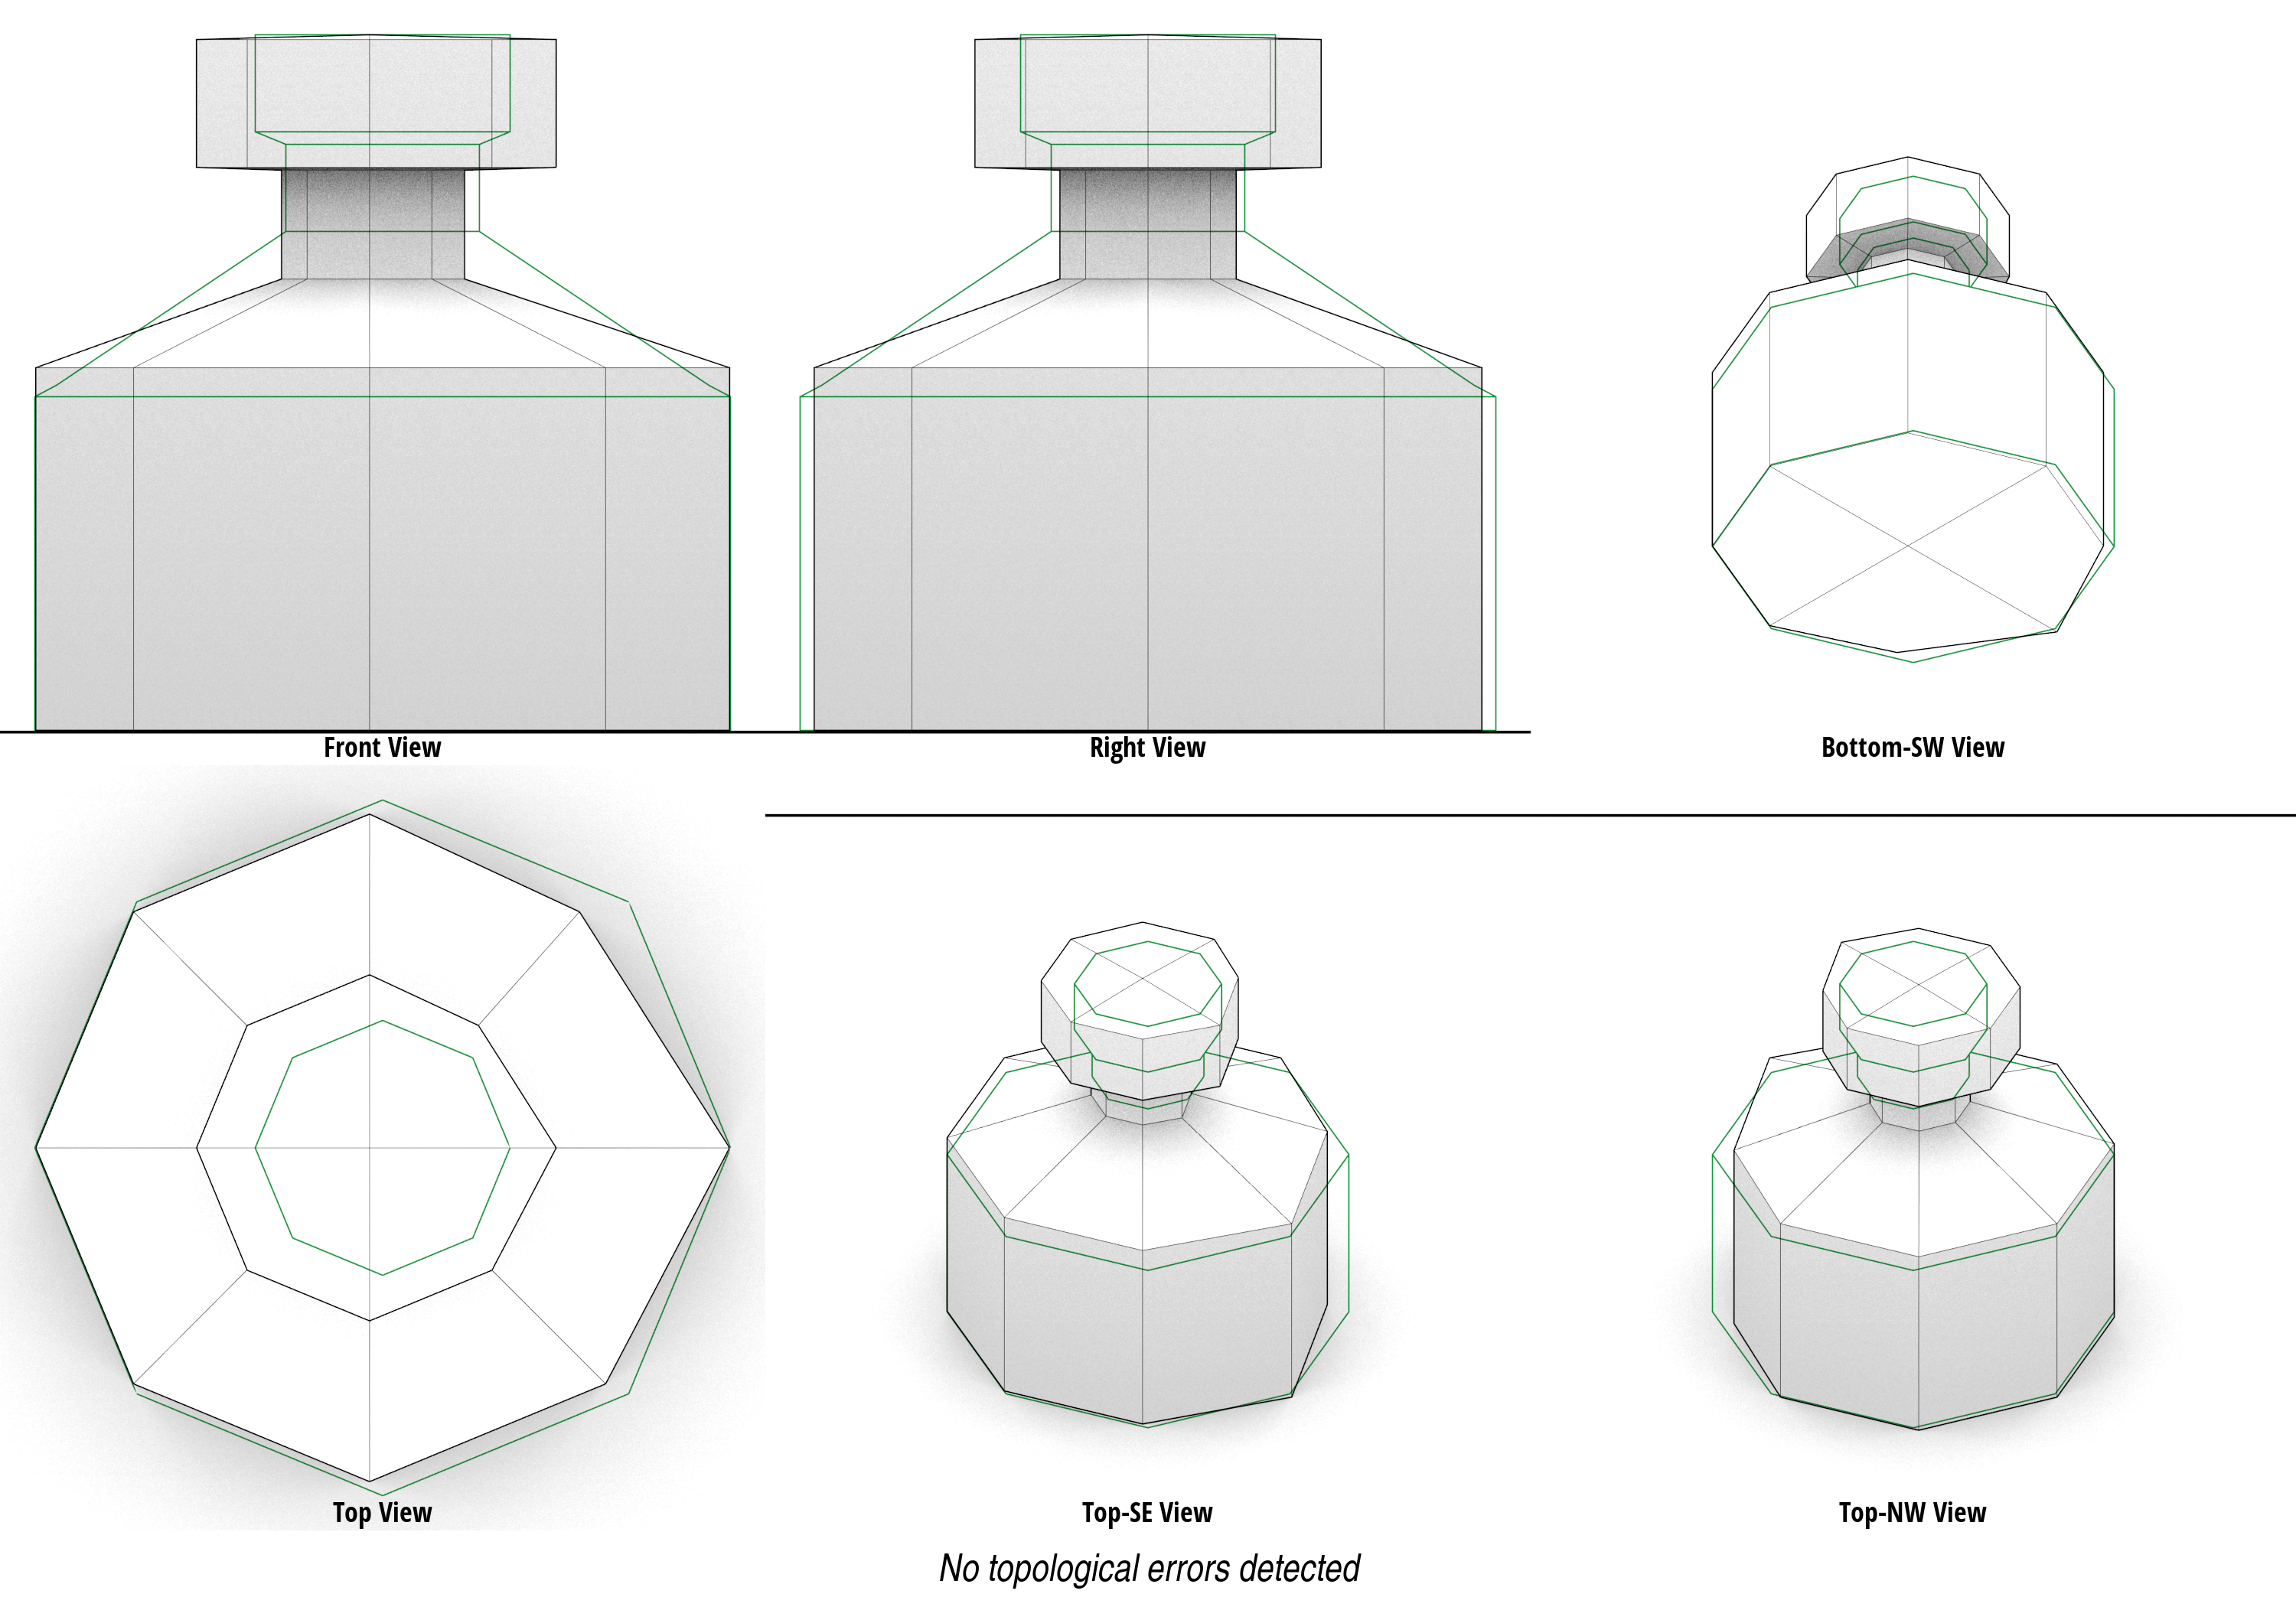 Front View
Right View
Bottom-SW View
Top View
Top-SE View
Top-NW View
No topological errors detected